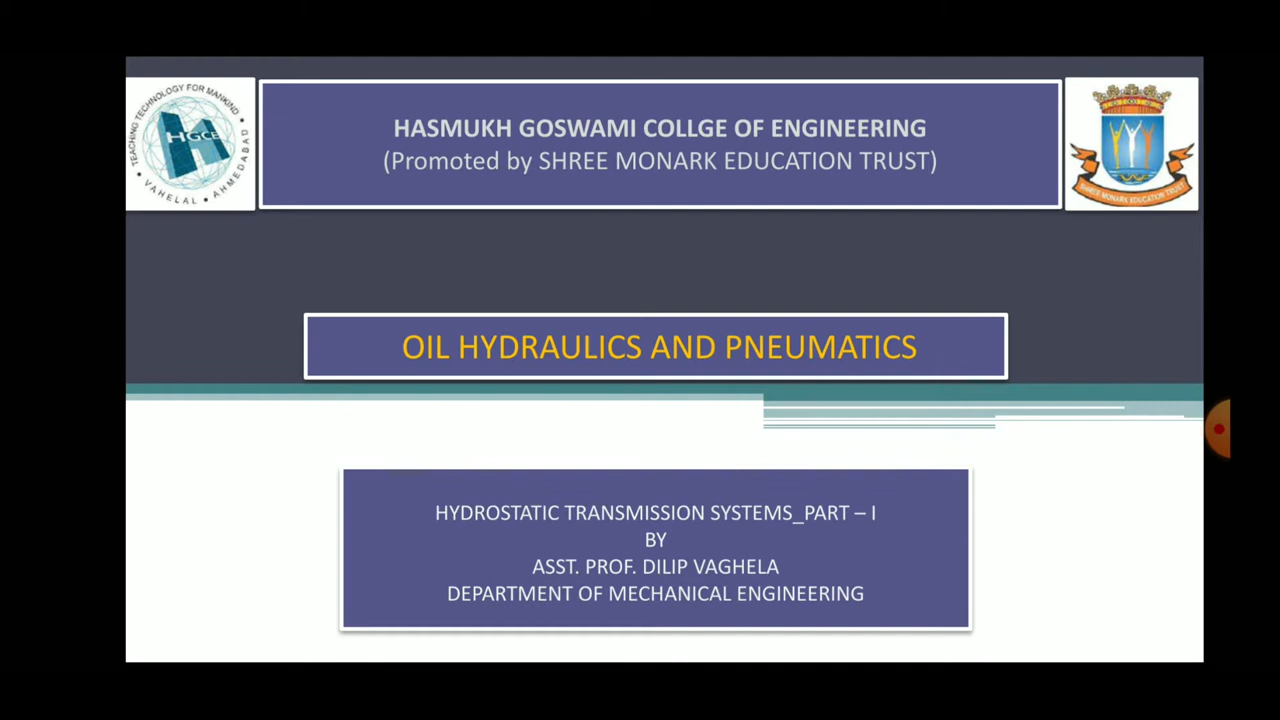 TEACHING TECHNOLOGY FOR MANKIND
HGCE
VAHELAL AHMEDABAD
HASMUKH GOSWAMI COLLGE OF ENGINEERING
(Promoted by SHREE MONARK EDUCATION TRUST)
SHREE MONARK EDUCATION TRUST
OIL HYDRAULICS AND PNEUMATICS
HYDROSTATIC TRANSMISSION SYSTEMS_PART – I
BY
ASST. PROF. DILIP VAGHELA
DEPARTMENT OF MECHANICAL ENGINEERING